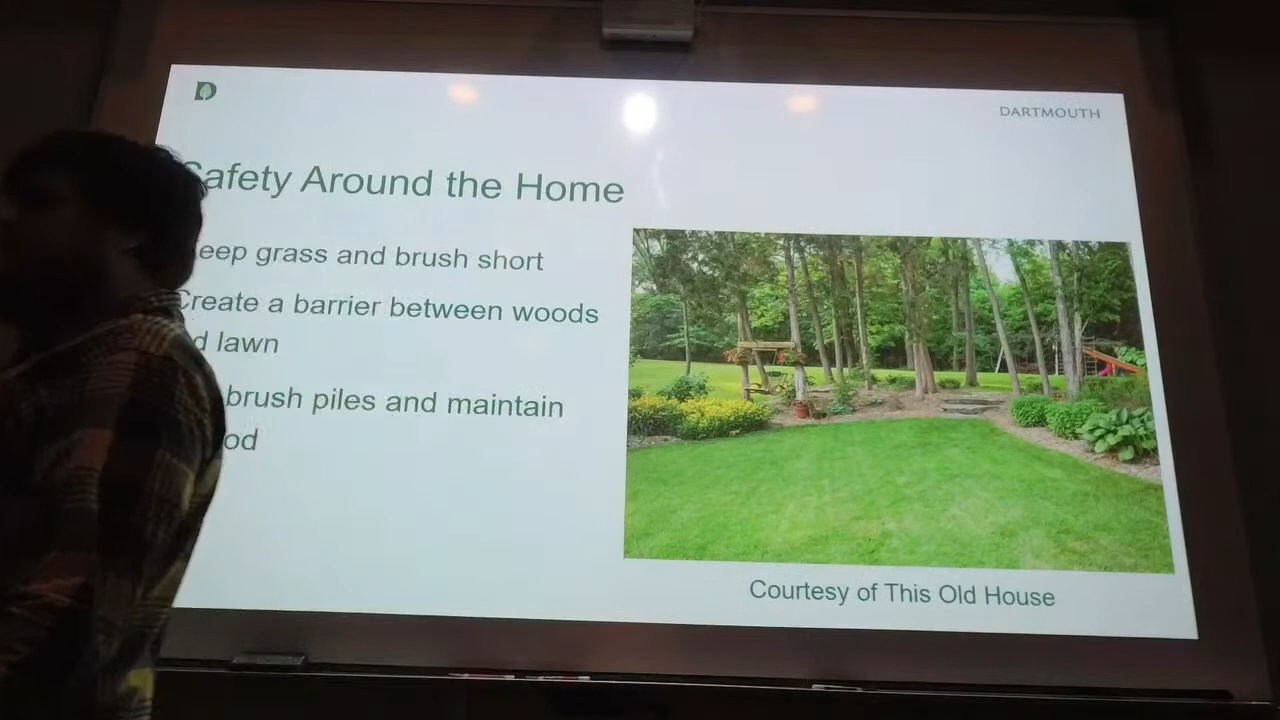 D
DARTMOUTH
Safety Around the Home
eep grass and brush short
Create a barrier between woods
d lawn
brush piles and maintain
od
Courtesy of This Old House